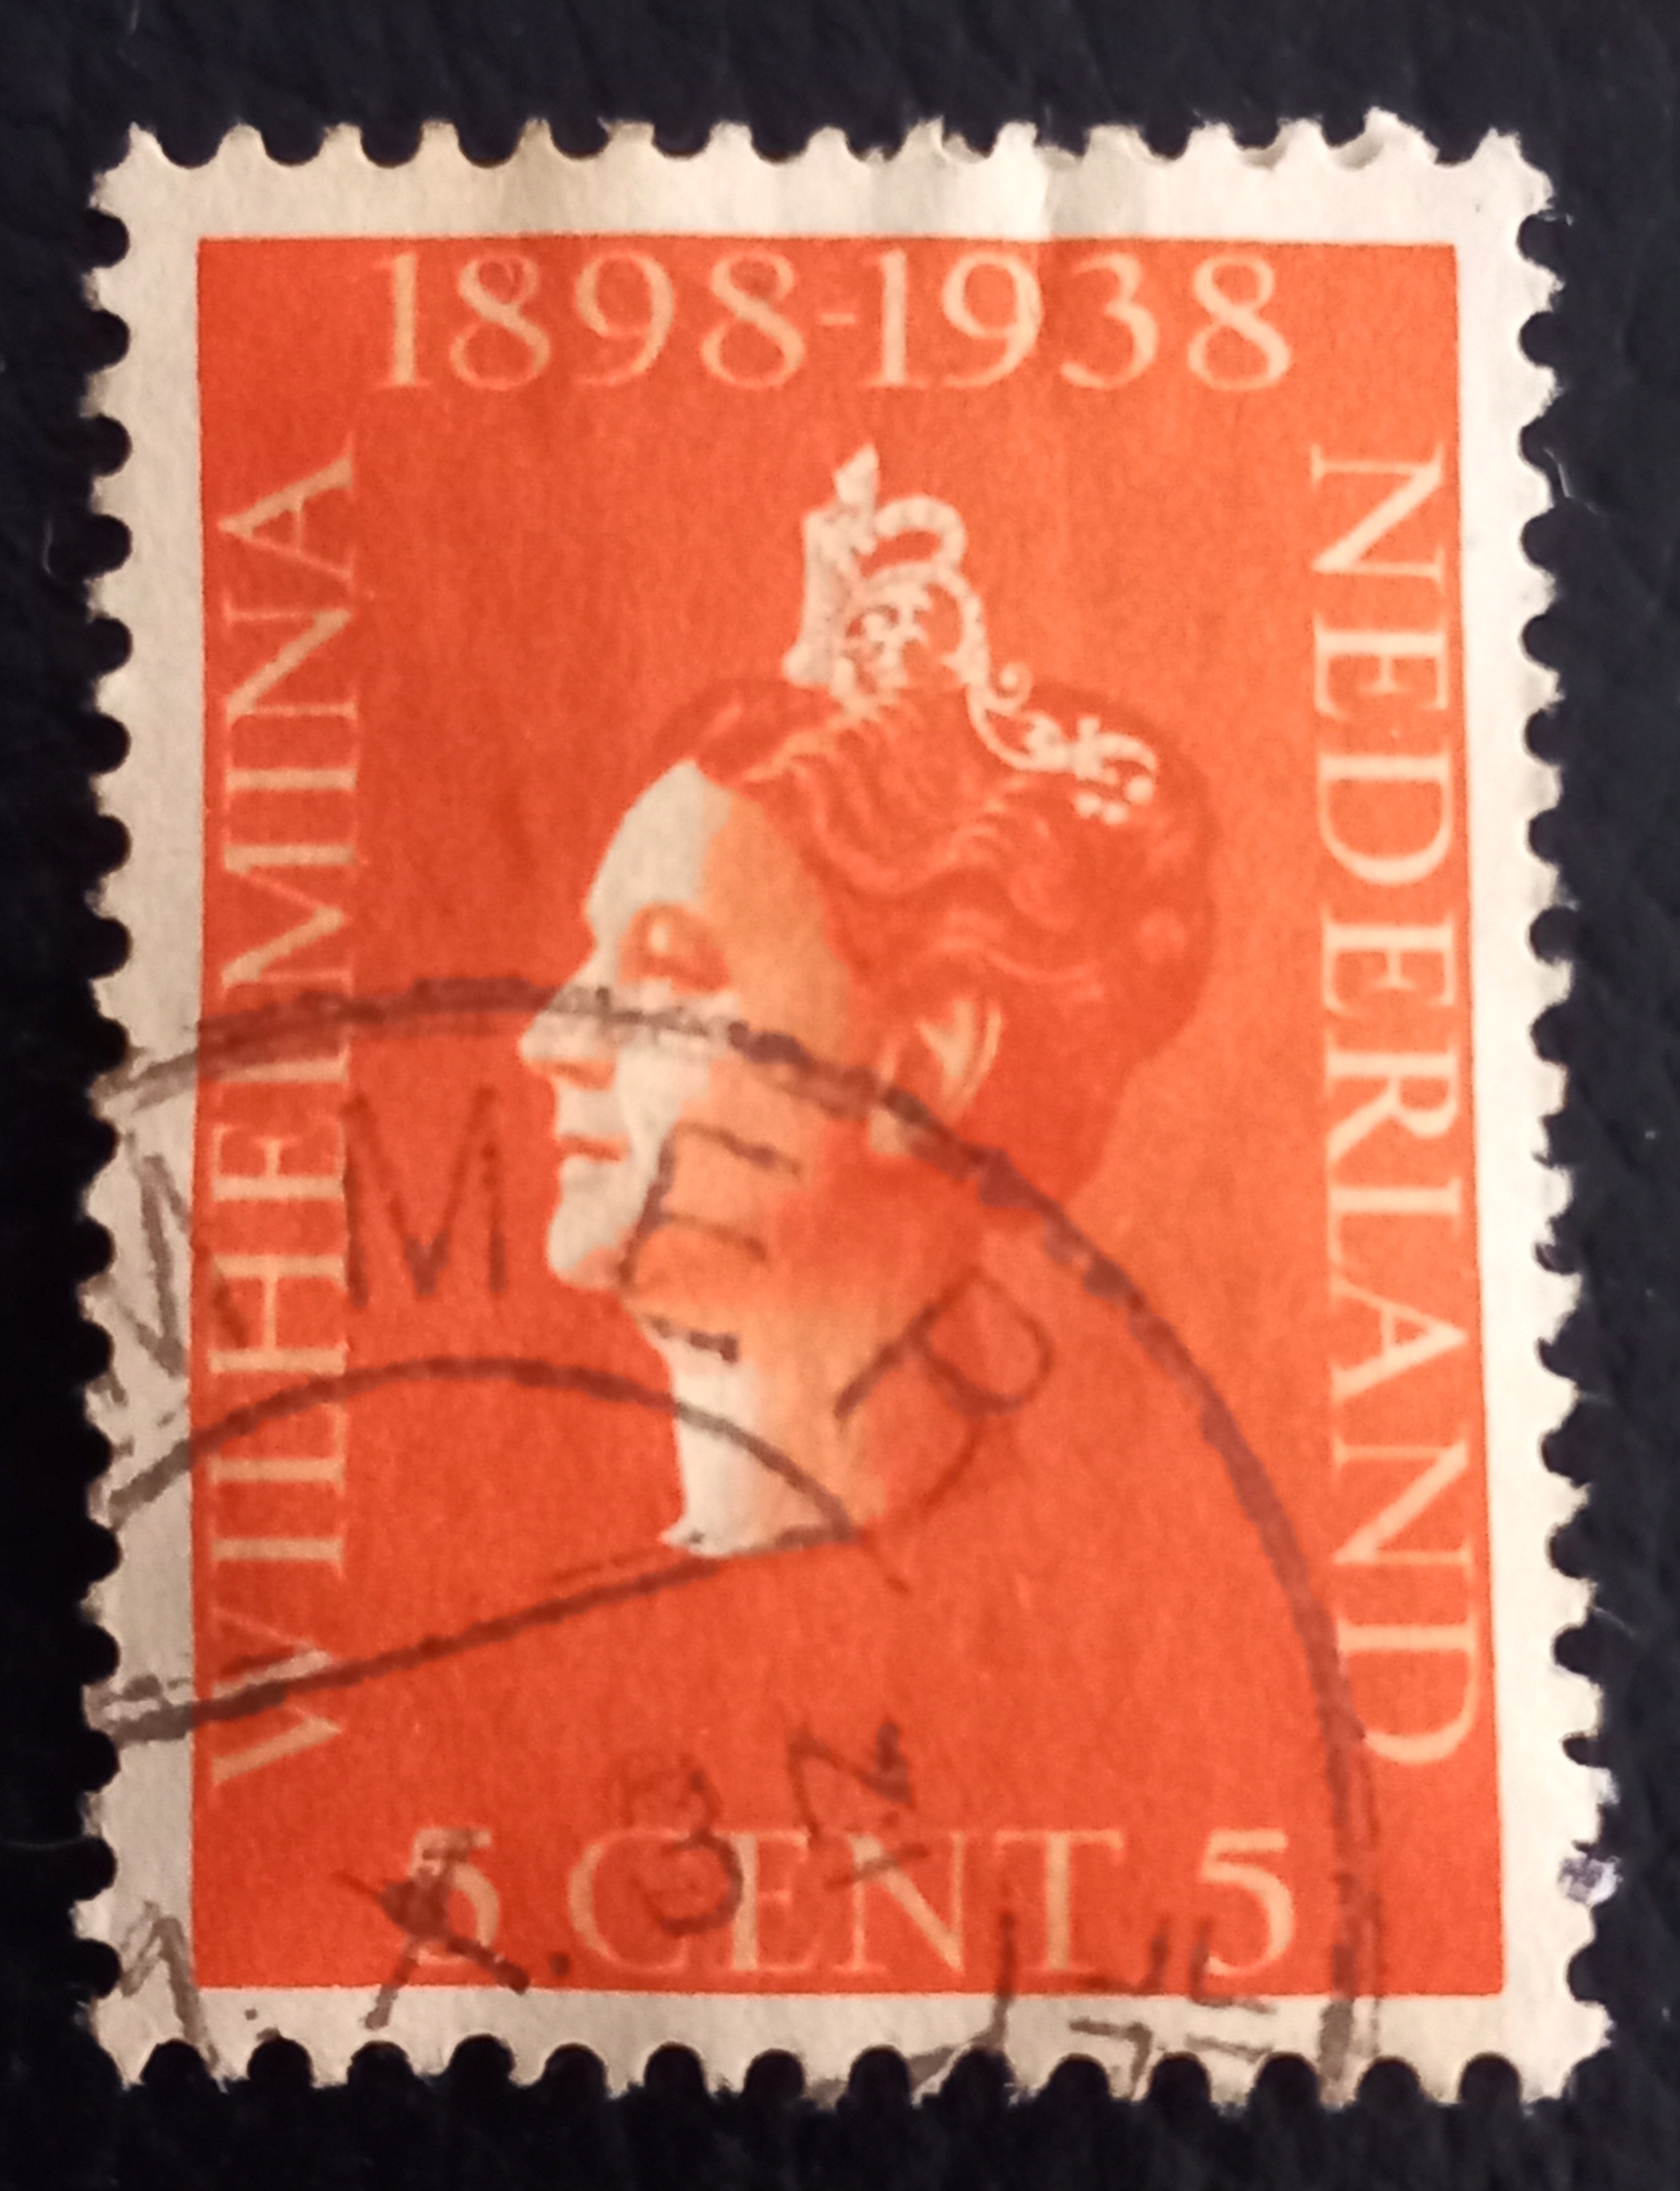 1898-1938
WILHELMINA
NEDERLAND
5 CENT 5